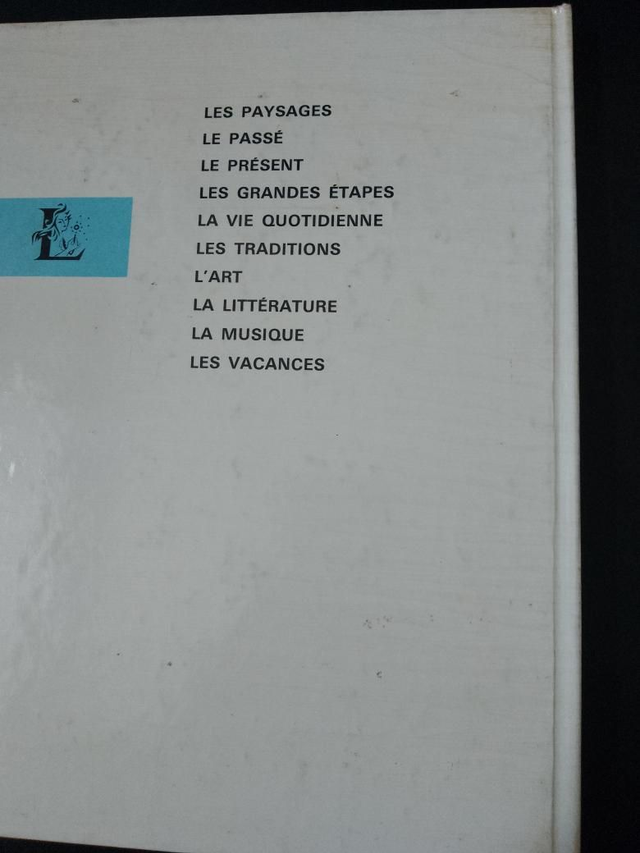 LES PAYSAGES
LE PASSÉ
LE PRÉSENT
LES GRANDES ÉTAPES
LA VIE QUOTIDIENNE
LES TRADITIONS
L'ART
LA LITTÉRATURE
LA MUSIQUE
LES VACANCES
L